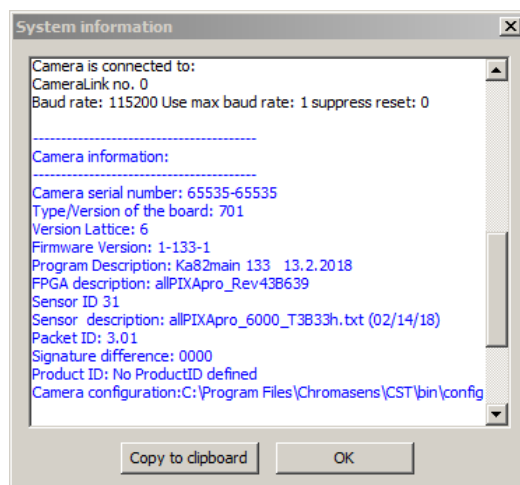 System information
Camera is connected to:
CameraLink no. 0
Baud rate: 115200 Use max baud rate: 1 suppress reset: 0
----------------------------------------
Camera information:
----------------------------------------
Camera serial number: 65535-65535
Type/Version of the board: 701
Version Lattice: 6
Firmware Version: 1-133-1
Program Description: Ka82main 133   13.2.2018
FPGA description: allPIXApro_Rev43B639
Sensor ID 31
Sensor  description: allPIXApro_6000_T3B33h.txt (02/14/18)
Packet ID: 3.01
Signature difference: 0000
Product ID: No ProductID defined
Camera configuration:C:\Program Files\Chromasens\CST\bin\config
Copy to clipboard
OK